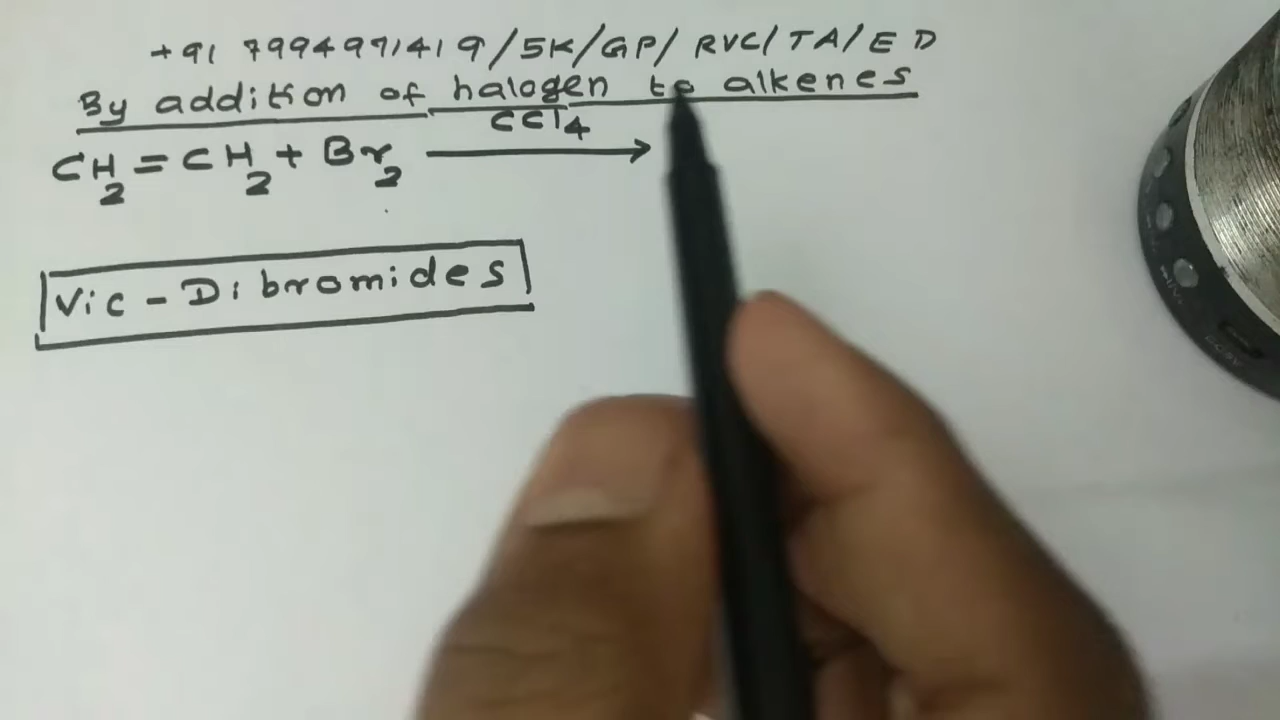 +91 7994971419/SK/GP/ RVC/TA/ED
By addition of halogen to alkenes
CCl4
CH2=CH2+Br2
Vic-Dibromides